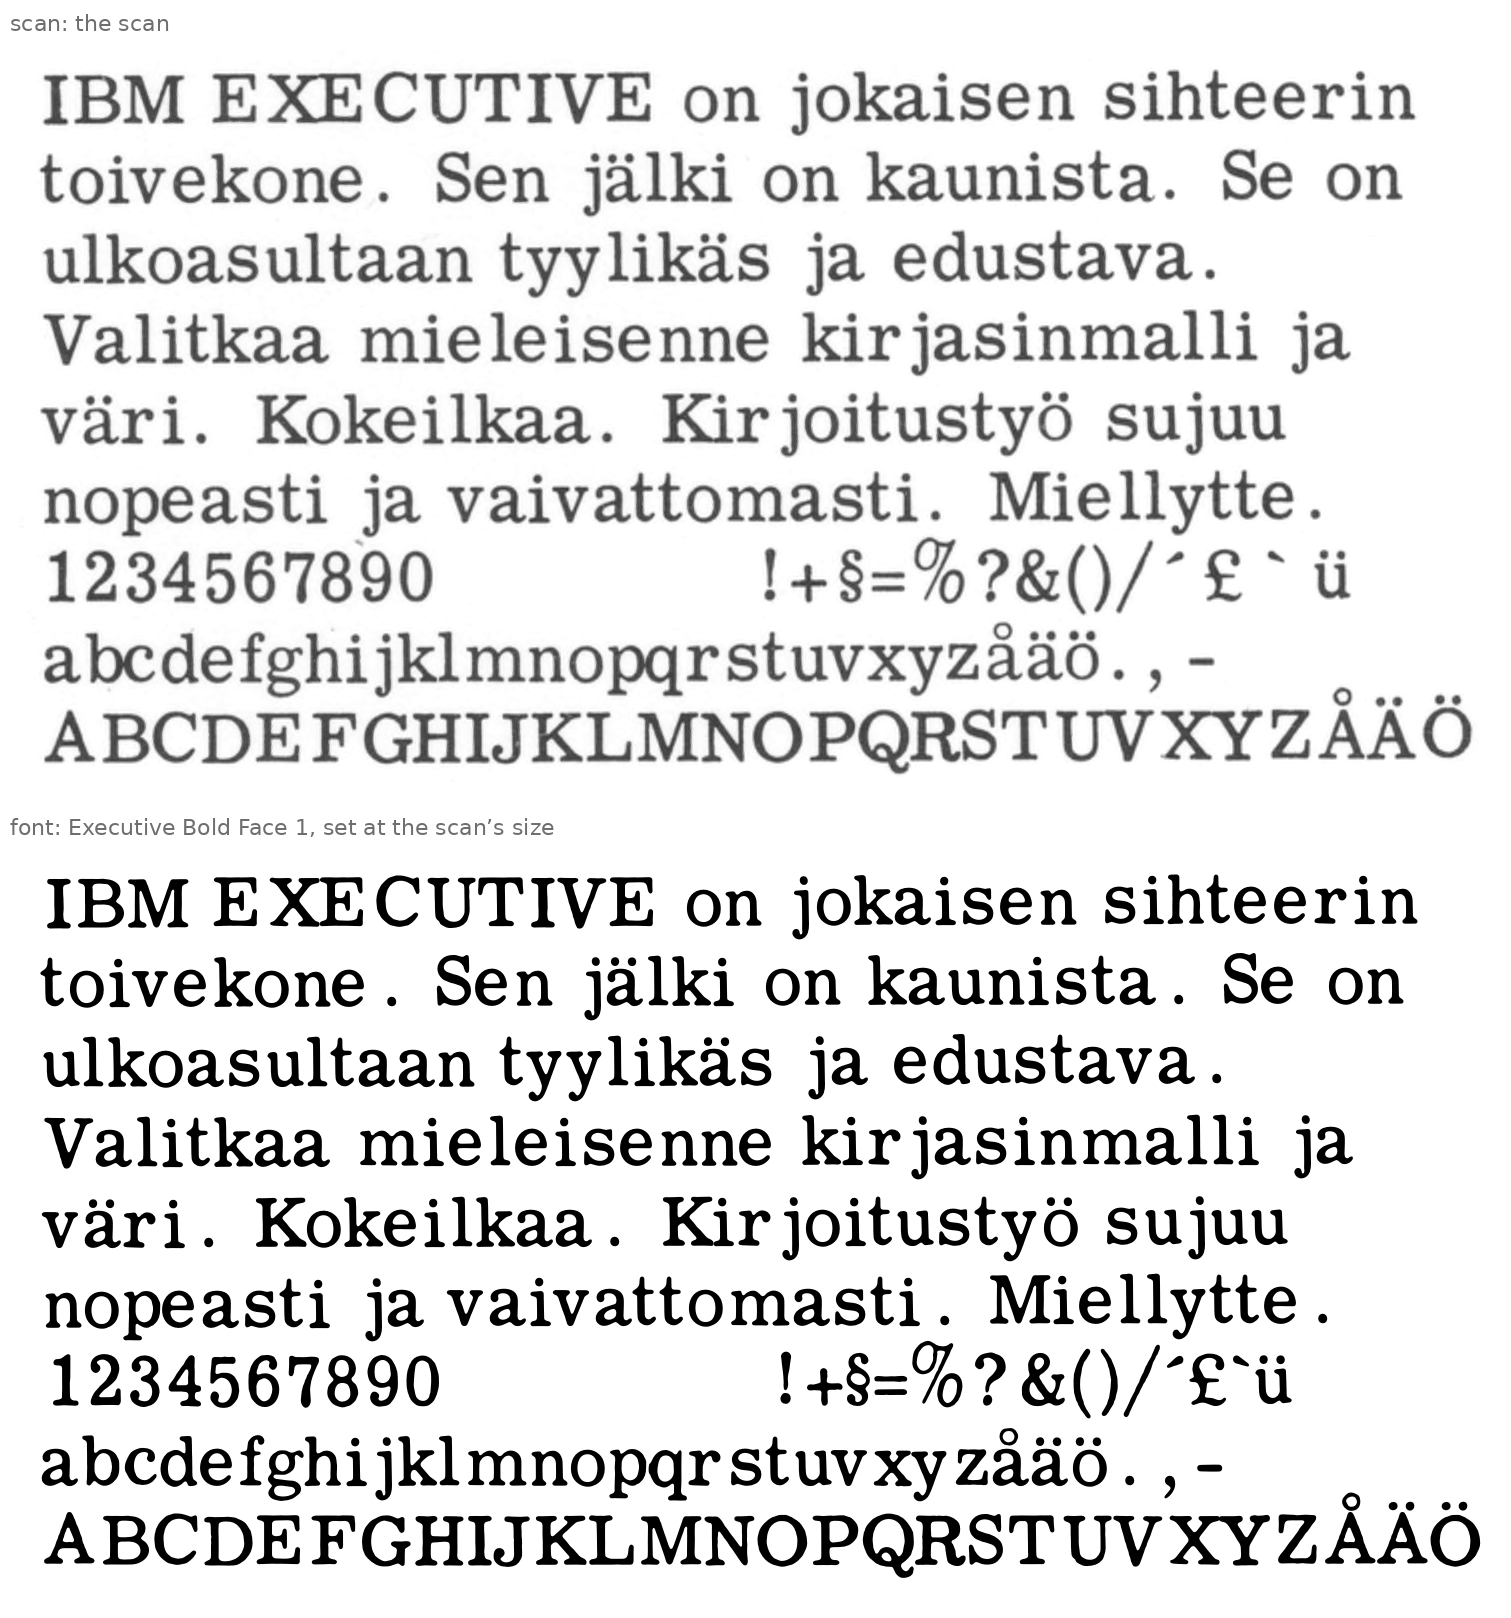 scan: the scan
IBM EXECUTIVE on jokaisen sihteerin
toivekone. Sen jälki on kaunista. Se on
ulkoasultaan tyylikäs ja edustava.
Valitkaa mieleisenne kirjasinmalli ja
väri. Kokeilkaa. Kirjoitustyö sujuu
nopeasti ja vaivattomasti. Miellytte.
1234567890 !+§=%?&()/´£`ü
abcdefghijklmnopqrstuvxyzåäö.,-
ABCDEFGHIJKLMNOPQRSTUVXYZÅÄÖ
font: Executive Bold Face 1, set at the scan’s size
IBM EXECUTIVE on jokaisen sihteerin
toivekone. Sen jälki on kaunista. Se on
ulkoasultaan tyylikäs ja edustava.
Valitkaa mieleisenne kirjasinmalli ja
väri. Kokeilkaa. Kirjoitustyö sujuu
nopeasti ja vaivattomasti. Miellytte.
1234567890 !+§=%?&()/´£`ü
abcdefghijklmnopqrstuvxyzåäö.,-
ABCDEFGHIJKLMNOPQRSTUVXYZÅÄÖ